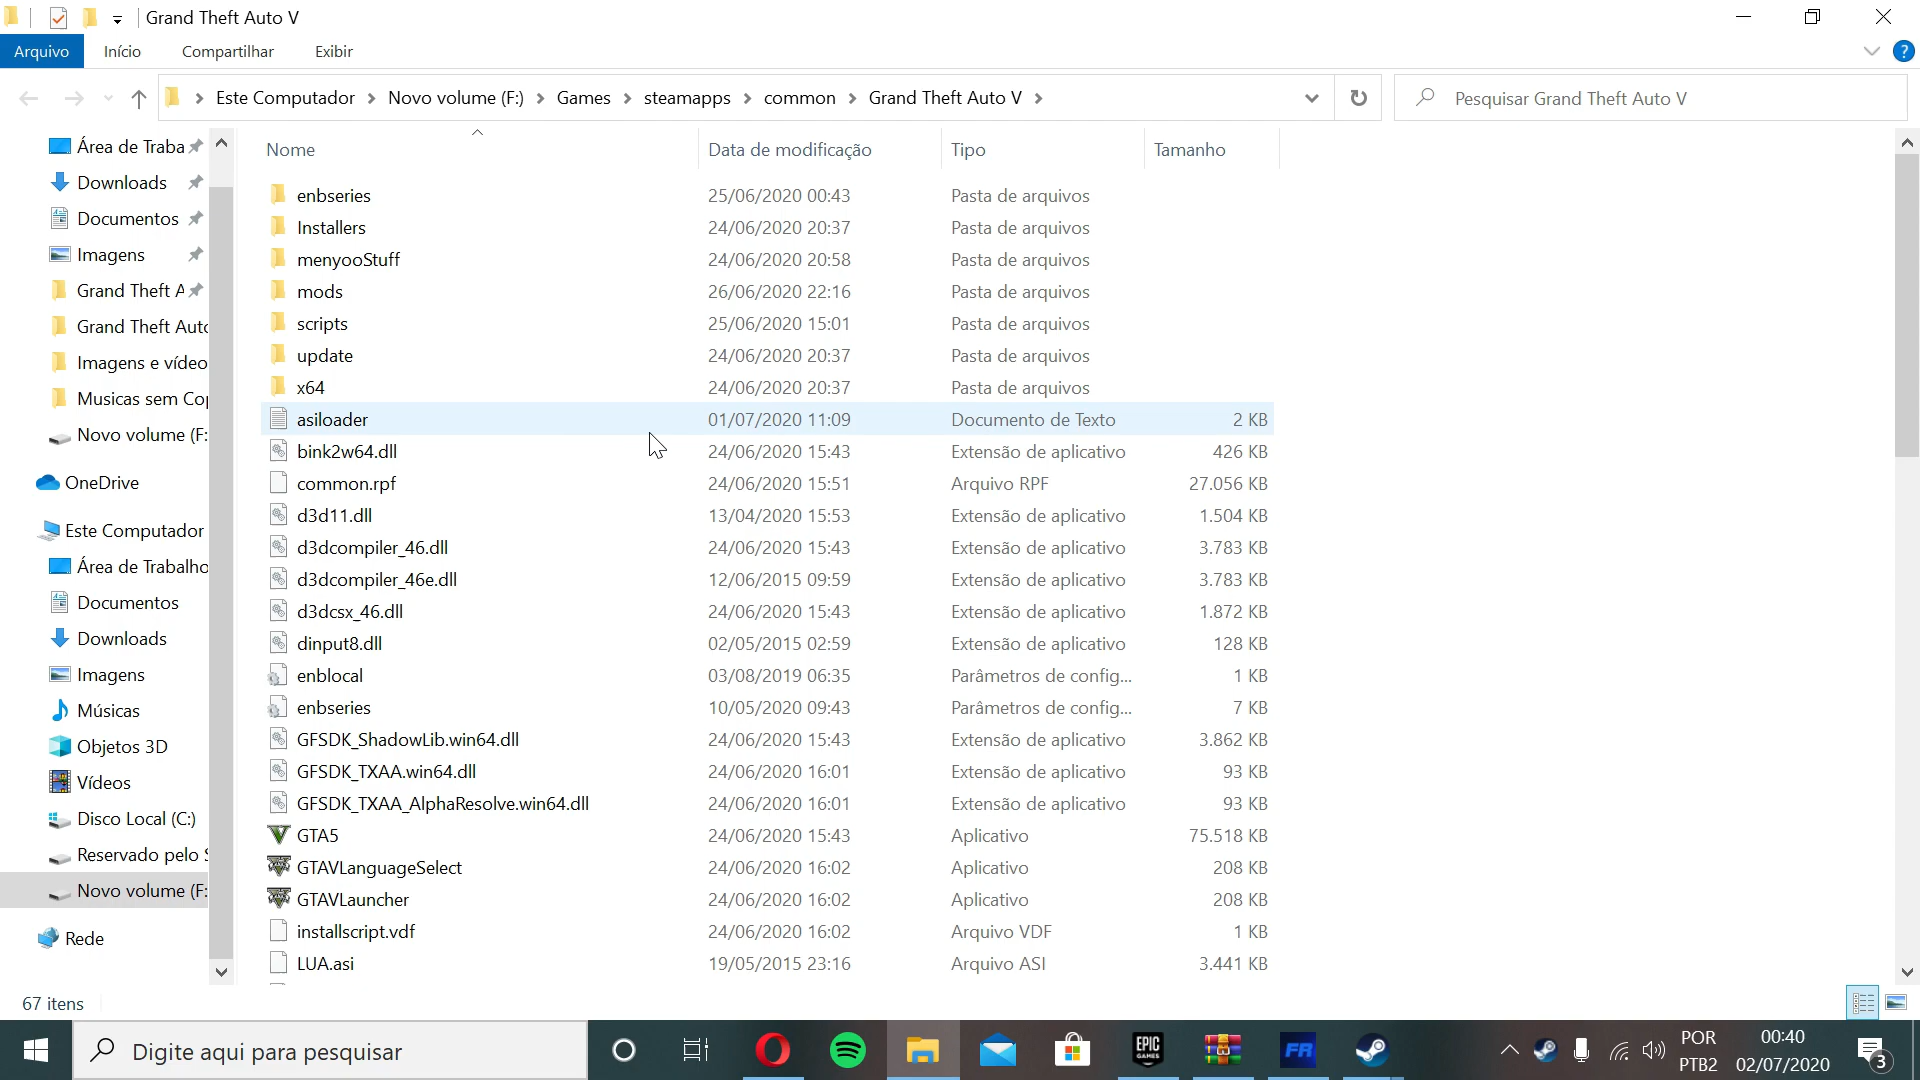 Grand Theft Auto V
Arquivo Início Compartilhar Exibir
Este Computador Novo volume (F:) Games steamapps common Grand Theft Auto V
Pesquisar Grand Theft Auto V
Área de Traba
Downloads
Documentos
Imagens
Grand Theft A
Grand Theft Auto
Imagens e vídeo
Musicas sem Cop
Novo volume (F:
OneDrive
Este Computador
Área de Trabalho
Documentos
Downloads
Imagens
Músicas
Objetos 3D
Vídeos
Disco Local (C:)
Reservado pelo S
Novo volume (F:
Rede
Nome Data de modificação Tipo Tamanho
enbseries 25/06/2020 00:43 Pasta de arquivos
Installers 24/06/2020 20:37 Pasta de arquivos
menyooStuff 24/06/2020 20:58 Pasta de arquivos
mods 26/06/2020 22:16 Pasta de arquivos
scripts 25/06/2020 15:01 Pasta de arquivos
update 24/06/2020 20:37 Pasta de arquivos
x64 24/06/2020 20:37 Pasta de arquivos
asiloader 01/07/2020 11:09 Documento de Texto 2 KB
bink2w64.dll 24/06/2020 15:43 Extensão de aplicativo 426 KB
common.rpf 24/06/2020 15:51 Arquivo RPF 27.056 KB
d3d11.dll 13/04/2020 15:53 Extensão de aplicativo 1.504 KB
d3dcompiler_46.dll 24/06/2020 15:43 Extensão de aplicativo 3.783 KB
d3dcompiler_46e.dll 12/06/2015 09:59 Extensão de aplicativo 3.783 KB
d3dcsx_46.dll 24/06/2020 15:43 Extensão de aplicativo 1.872 KB
dinput8.dll 02/05/2015 02:59 Extensão de aplicativo 128 KB
enblocal 03/08/2019 06:35 Parâmetros de config... 1 KB
enbseries 10/05/2020 09:43 Parâmetros de config... 7 KB
GFSDK_ShadowLib.win64.dll 24/06/2020 15:43 Extensão de aplicativo 3.862 KB
GFSDK_TXAA.win64.dll 24/06/2020 16:01 Extensão de aplicativo 93 KB
GFSDK_TXAA_AlphaResolve.win64.dll 24/06/2020 16:01 Extensão de aplicativo 93 KB
GTA5 24/06/2020 15:43 Aplicativo 75.518 KB
GTAVLanguageSelect 24/06/2020 16:02 Aplicativo 208 KB
GTAVLauncher 24/06/2020 16:02 Aplicativo 208 KB
installscript.vdf 24/06/2020 16:02 Arquivo VDF 1 KB
LUA.asi 19/05/2015 23:16 Arquivo ASI 3.441 KB
67 itens
Digite aqui para pesquisar
EPIC GAMES
FR
POR
PTB2
00:40
02/07/2020
3